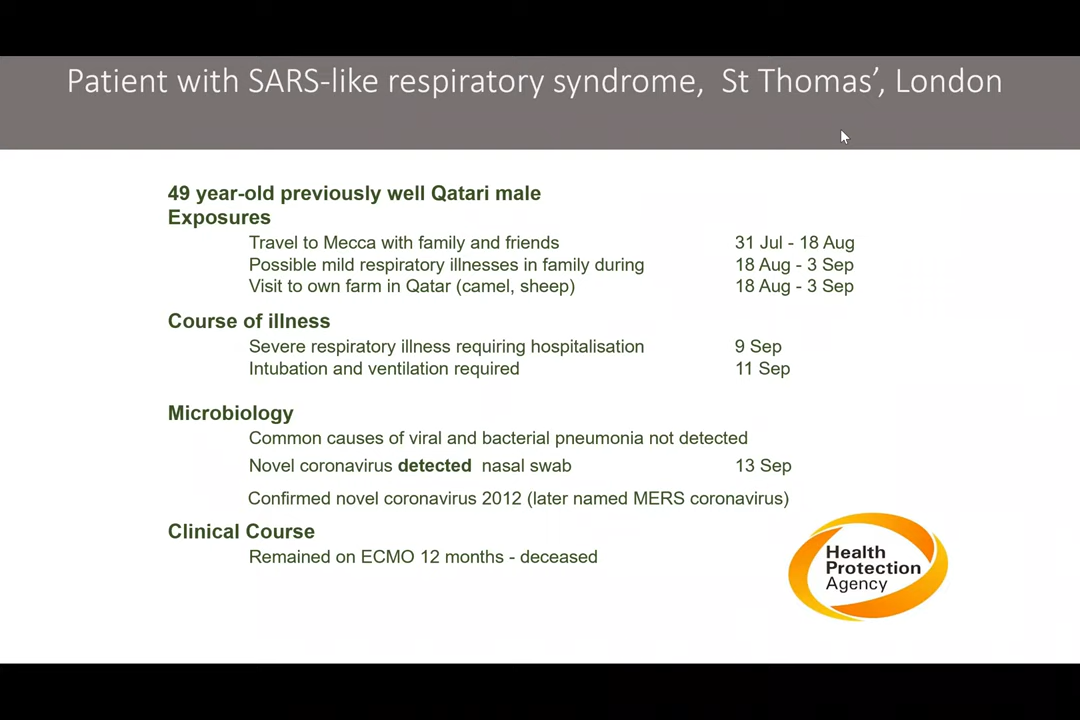 Patient with SARS-like respiratory syndrome, St Thomas’, London
49 year-old previously well Qatari male
Exposures
Travel to Mecca with family and friends 31 Jul - 18 Aug
Possible mild respiratory illnesses in family during 18 Aug - 3 Sep
Visit to own farm in Qatar (camel, sheep) 18 Aug - 3 Sep
Course of illness
Severe respiratory illness requiring hospitalisation 9 Sep
Intubation and ventilation required 11 Sep
Microbiology
Common causes of viral and bacterial pneumonia not detected
Novel coronavirus detected nasal swab 13 Sep
Confirmed novel coronavirus 2012 (later named MERS coronavirus)
Clinical Course
Remained on ECMO 12 months - deceased
Health
Protection
Agency